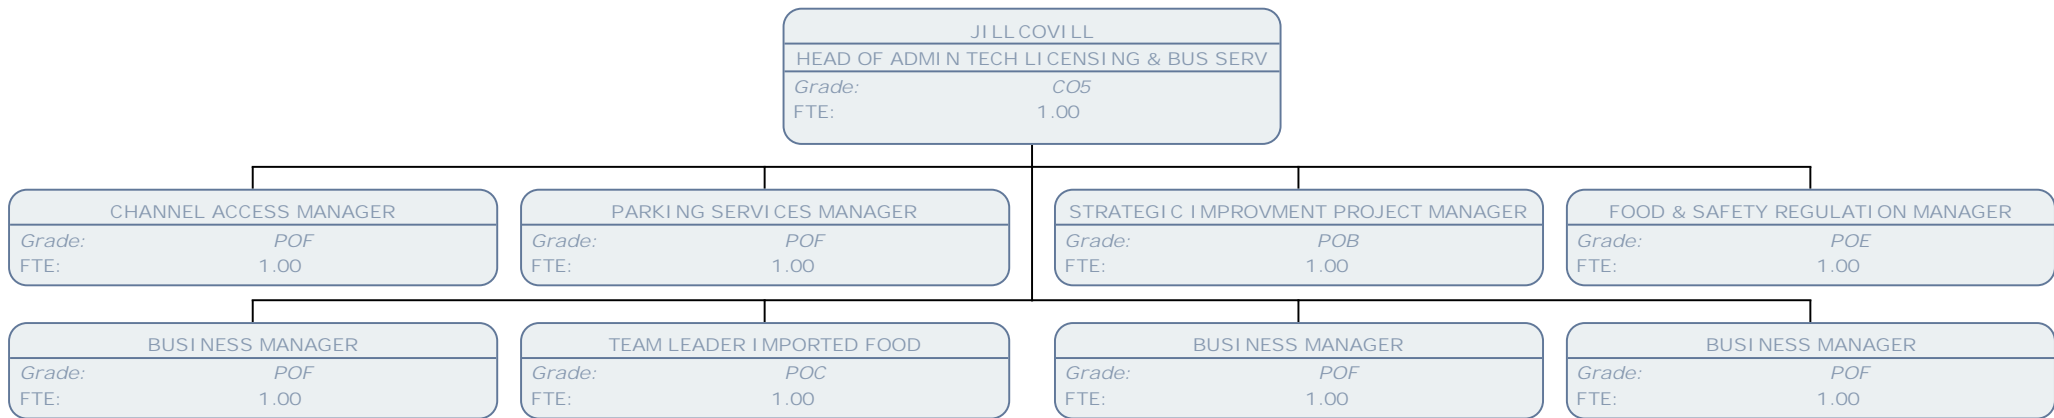 JILL COVILL
HEAD OF ADMIN TECH LICENSING & BUS SERV
Grade: CO5
FTE: 1.00
CHANNEL ACCESS MANAGER
Grade: POF
FTE: 1.00
PARKING SERVICES MANAGER
Grade: POF
FTE: 1.00
STRATEGIC IMPROVMENT PROJECT MANAGER
Grade: POB
FTE: 1.00
FOOD & SAFETY REGULATION MANAGER
Grade: POE
FTE: 1.00
BUSINESS MANAGER
Grade: POF
FTE: 1.00
TEAM LEADER IMPORTED FOOD
Grade: POC
FTE: 1.00
BUSINESS MANAGER
Grade: POF
FTE: 1.00
BUSINESS MANAGER
Grade: POF
FTE: 1.00